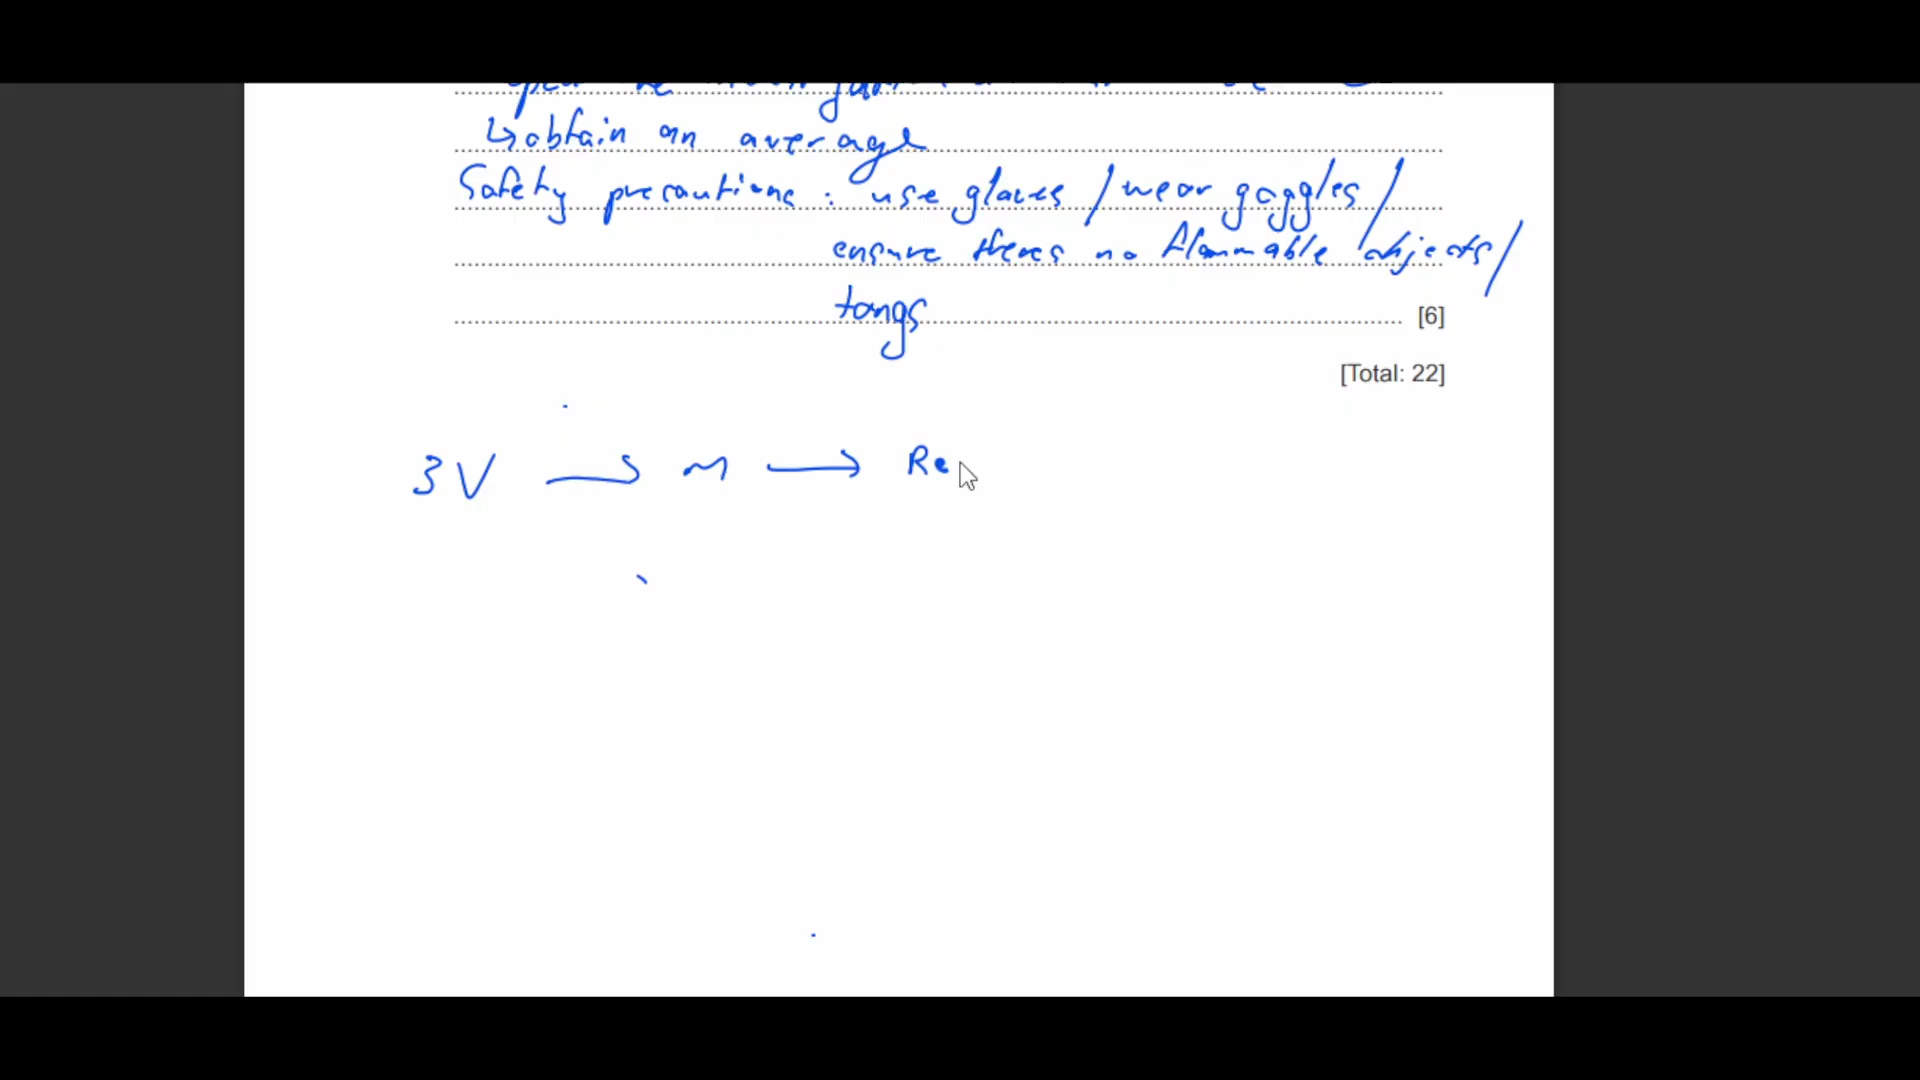 ↳obtain an average
Safety precautions : use gloves / wear goggles /
ensure theres no flammable objects /
tongs [6]
[Total: 22]
3 V → M → Re